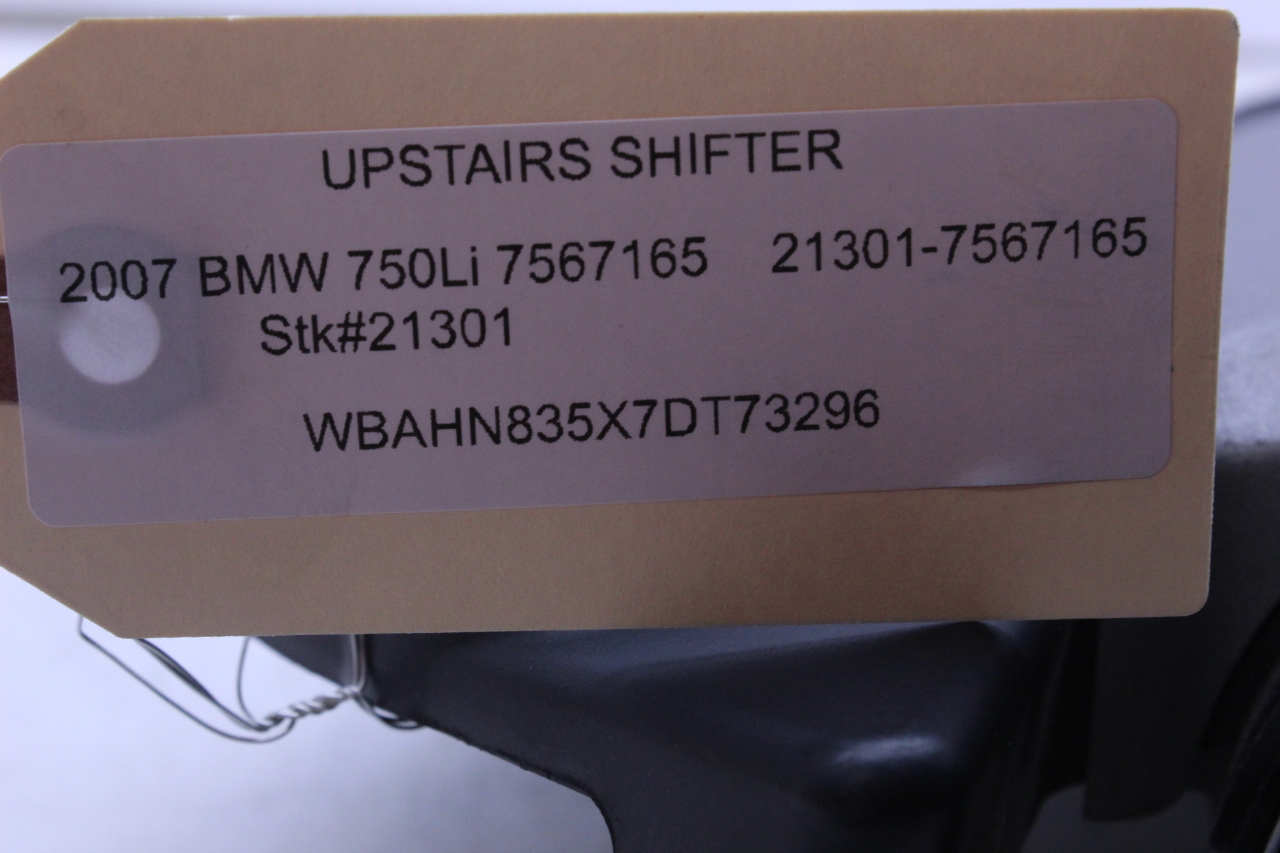 UPSTAIRS SHIFTER
2007 BMW 750Li 7567165 21301-7567165
Stk#21301
WBAHN835X7DT73296